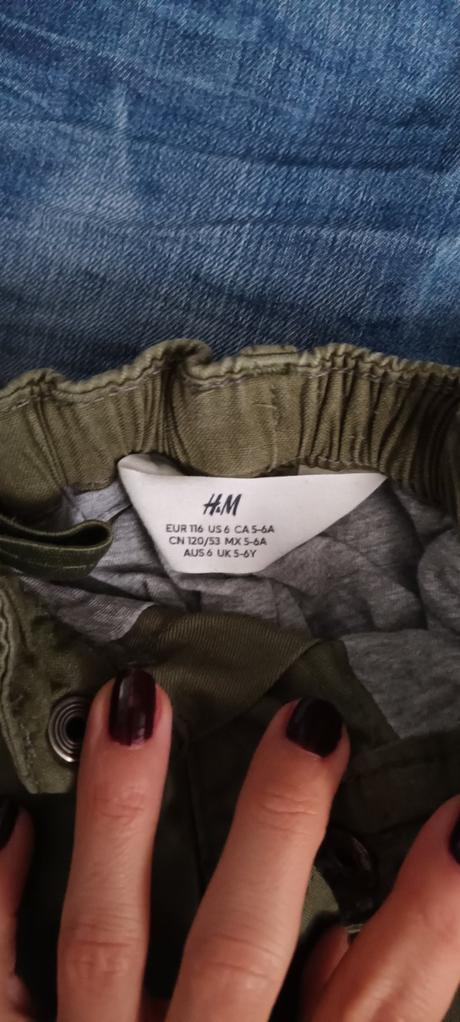 H&M
EUR 116 US 6 CA 5-6A
CN 120/53 MX 5-6A
AUS 6 UK 5-6Y